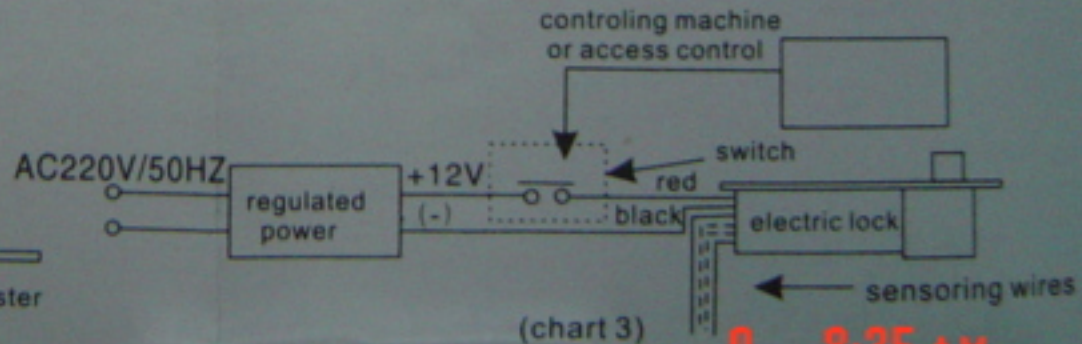 controling machine
or access control
AC220V/50HZ
+12V
switch
red
regulated
power
(-)
black
electric lock
sensoring wires
ster
(chart 3)